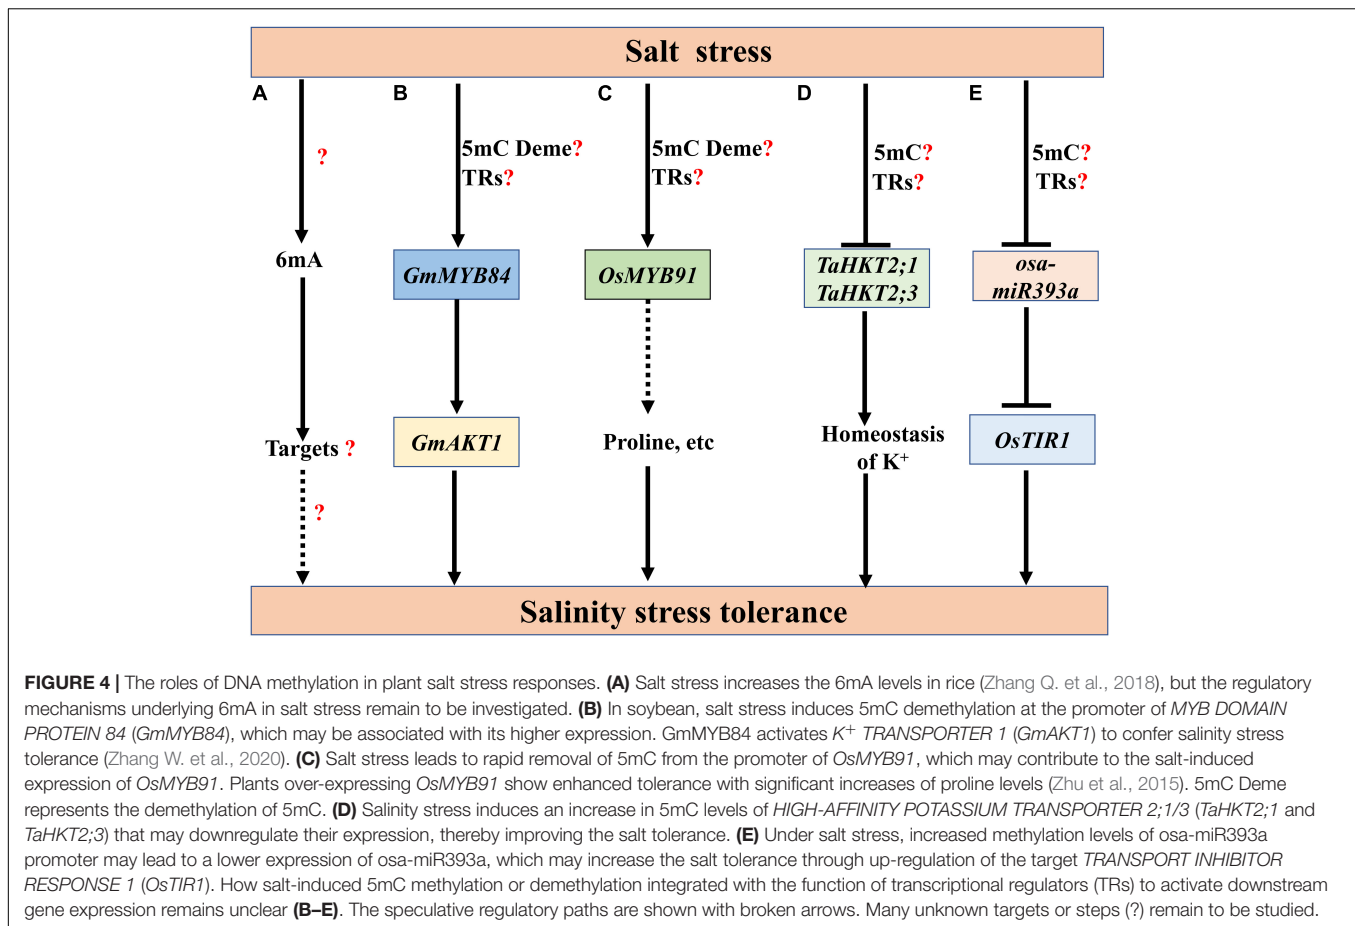 Salt stress
A
B
C
D
E
?
5mC Deme?
TRs?
5mC Deme?
TRs?
5mC?
TRs?
5mC?
TRs?
6mA
GmMYB84
OsMYB91
TaHKT2;1
TaHKT2;3
osa-
miR393a
Targets ?
GmAKT1
Proline, etc
Homeostasis
of K⁺
OsTIR1
?
Salinity stress tolerance
FIGURE 4 | The roles of DNA methylation in plant salt stress responses. (A) Salt stress increases the 6mA levels in rice (Zhang Q. et al., 2018), but the regulatory
mechanisms underlying 6mA in salt stress remain to be investigated. (B) In soybean, salt stress induces 5mC demethylation at the promoter of MYB DOMAIN
PROTEIN 84 (GmMYB84), which may be associated with its higher expression. GmMYB84 activates K⁺ TRANSPORTER 1 (GmAKT1) to confer salinity stress
tolerance (Zhang W. et al., 2020). (C) Salt stress leads to rapid removal of 5mC from the promoter of OsMYB91, which may contribute to the salt-induced
expression of OsMYB91. Plants over-expressing OsMYB91 show enhanced tolerance with significant increases of proline levels (Zhu et al., 2015). 5mC Deme
represents the demethylation of 5mC. (D) Salinity stress induces an increase in 5mC levels of HIGH-AFFINITY POTASSIUM TRANSPORTER 2;1/3 (TaHKT2;1 and
TaHKT2;3) that may downregulate their expression, thereby improving the salt tolerance. (E) Under salt stress, increased methylation levels of osa-miR393a
promoter may lead to a lower expression of osa-miR393a, which may increase the salt tolerance through up-regulation of the target TRANSPORT INHIBITOR
RESPONSE 1 (OsTIR1). How salt-induced 5mC methylation or demethylation integrated with the function of transcriptional regulators (TRs) to activate downstream
gene expression remains unclear (B–E). The speculative regulatory paths are shown with broken arrows. Many unknown targets or steps (?) remain to be studied.